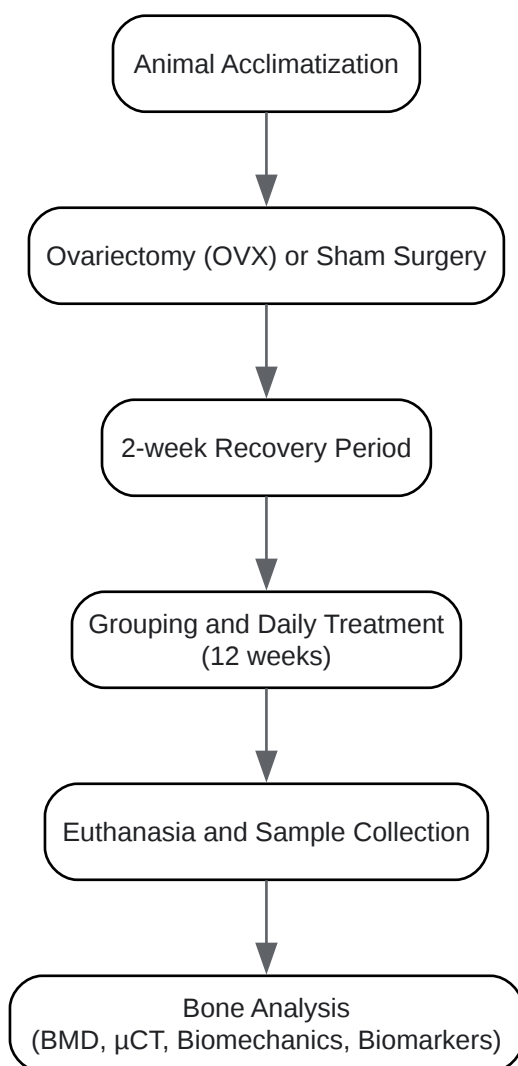 Animal Acclimatization
Ovariectomy (OVX) or Sham Surgery
2-week Recovery Period
Grouping and Daily Treatment
(12 weeks)
Euthanasia and Sample Collection
Bone Analysis
(BMD, µCT, Biomechanics, Biomarkers)